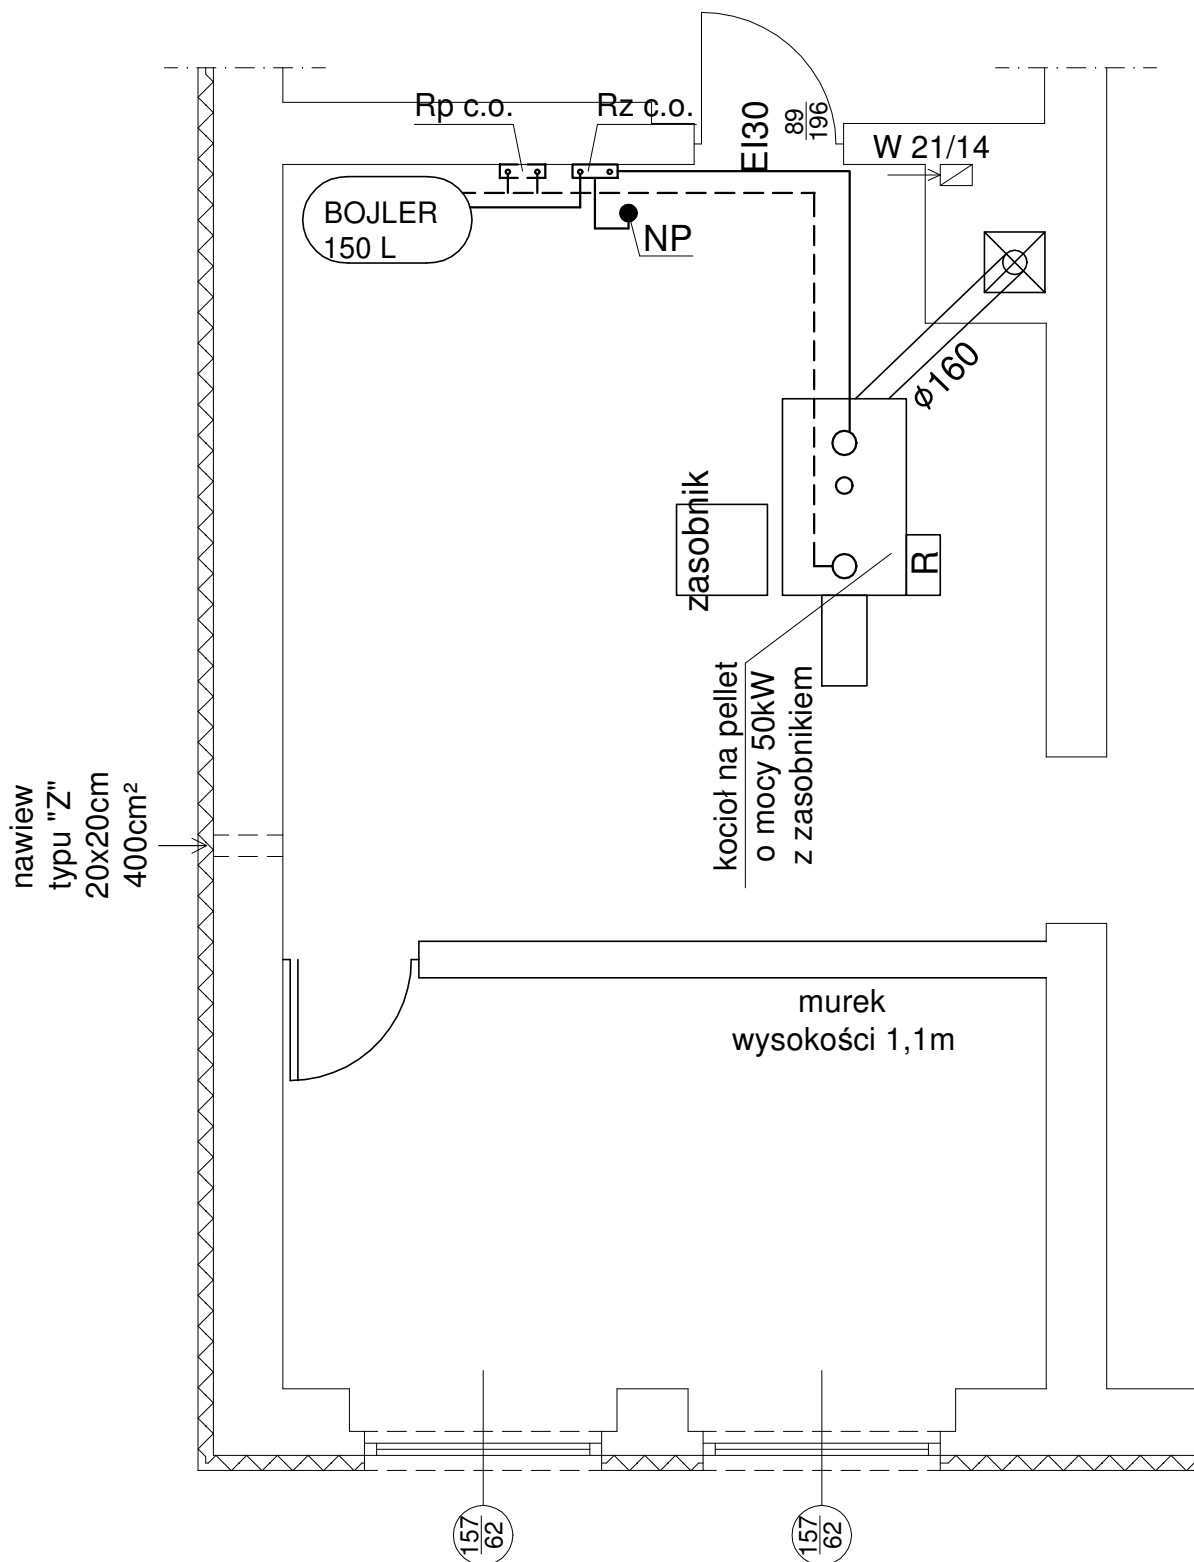 Rp c.o.
Rz c.o.
EI30
89
196
W 21/14
BOJLER
150 L
NP
ϕ160
zasobnik
R
kocioł na pellet
o mocy 50kW
z zasobnikiem
nawiew
typu "Z"
20x20cm
400cm²
murek
wysokości 1,1m
157
62
157
62